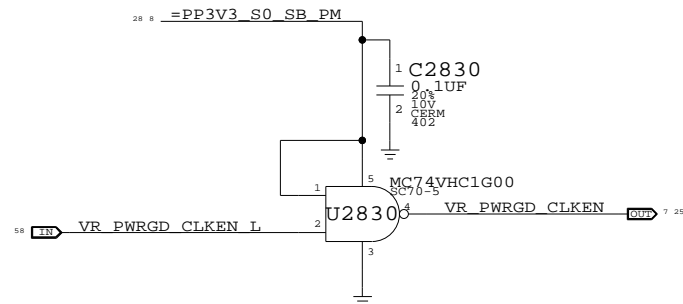 28 8 =PP3V3_S0_SB_PM
1 C2830
0.1UF
20%
2 10V
CERM
402
5 MC74VHC1G00
SC70-5
1
U2830 4 VR_PWRGD_CLKEN OUT 7 25
58 IN VR_PWRGD_CLKEN_L 2
3